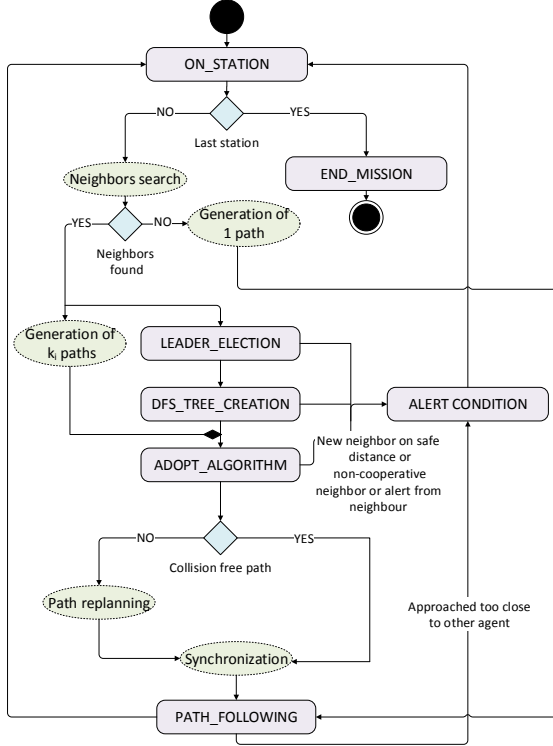 ON_STATION
NO
YES
Last station
Neighbors search
END_MISSION
YES
NO
Generation of
1 path
Neighbors
found
Generation of
kᵢ paths
LEADER_ELECTION
DFS_TREE_CREATION
ALERT CONDITION
New neighbor on safe
distance or
non-cooperative
neighbor or alert from
neighbour
ADOPT_ALGORITHM
NO
YES
Collision free path
Path replanning
Approached too close
to other agent
Synchronization
PATH_FOLLOWING